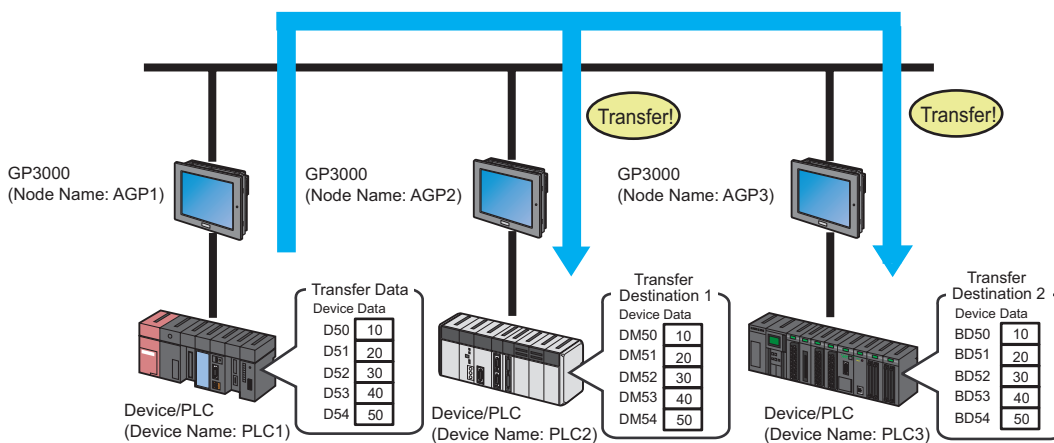 Transfer!
Transfer!
GP3000
(Node Name: AGP1)
GP3000
(Node Name: AGP2)
GP3000
(Node Name: AGP3)
Transfer Data
Device Data
D50 10
D51 20
D52 30
D53 40
D54 50
Device/PLC
(Device Name: PLC1)
Transfer
Destination 1
Device Data
DM50 10
DM51 20
DM52 30
DM53 40
DM54 50
Device/PLC
(Device Name: PLC2)
Transfer
Destination 2
Device Data
BD50 10
BD51 20
BD52 30
BD53 40
BD54 50
Device/PLC
(Device Name: PLC3)